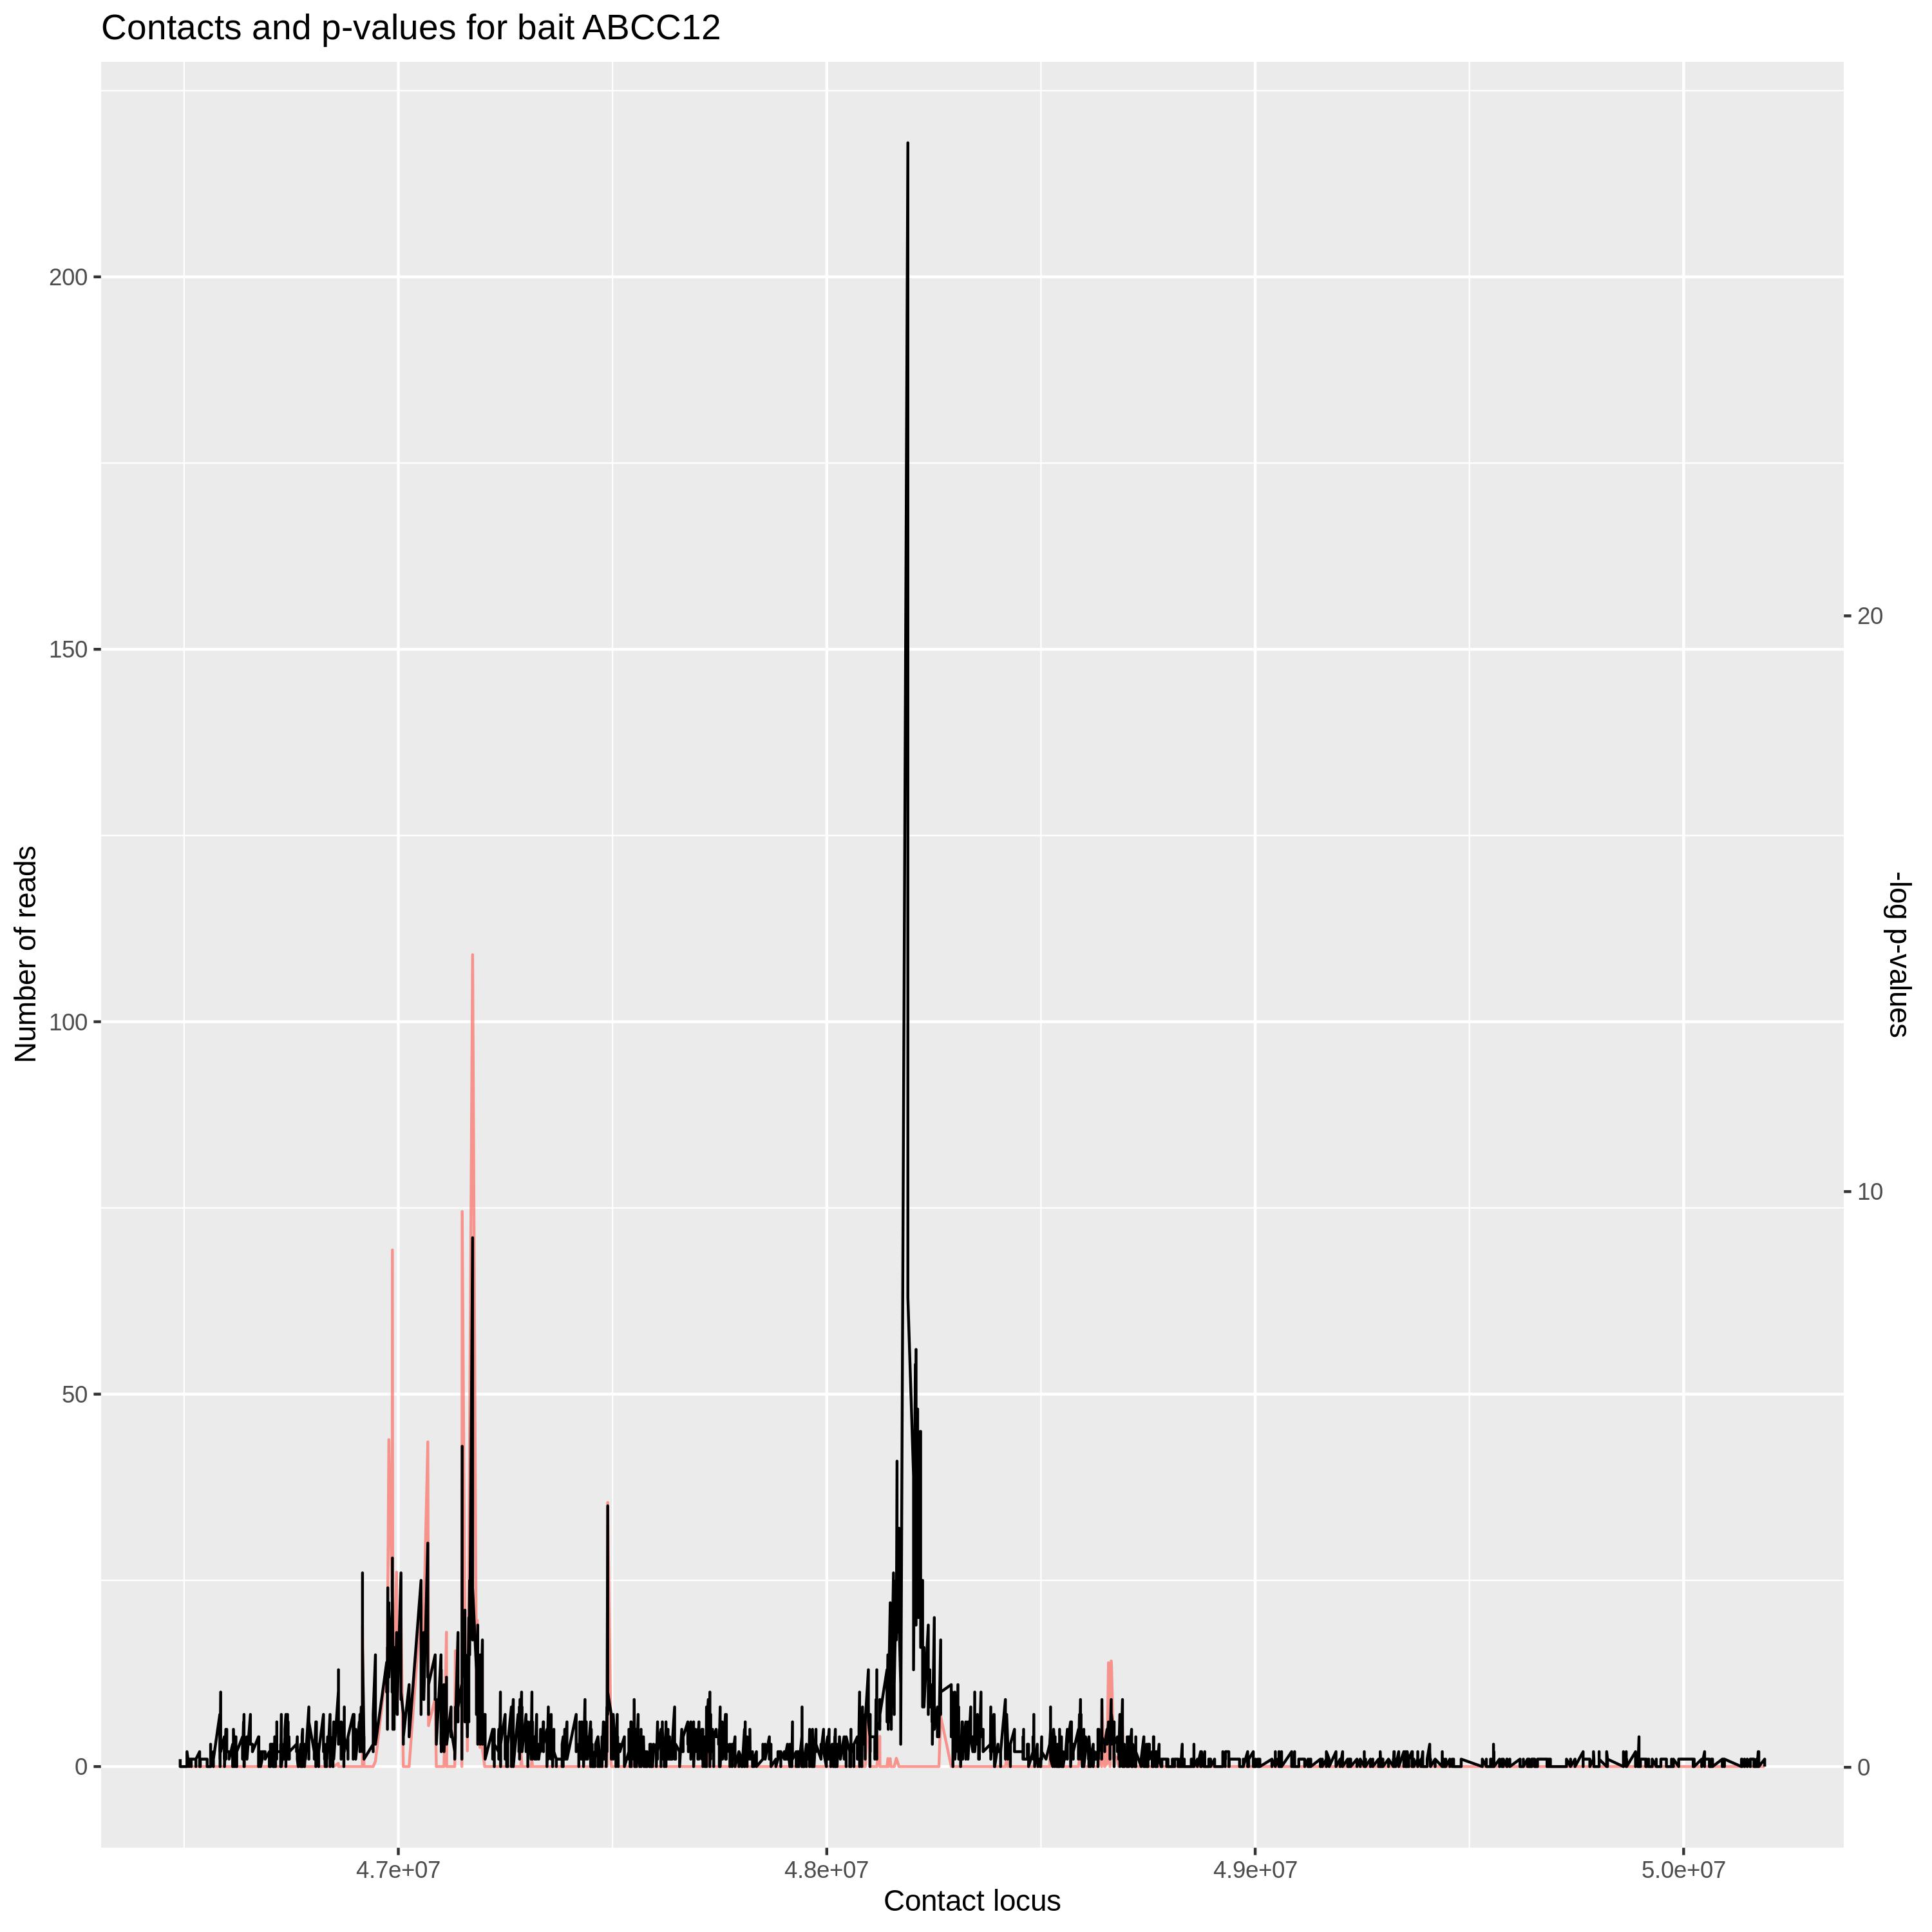 Contacts and p-values for bait ABCC12
200
150
100
50
0
Number of reads
20
10
0
-log p-values
4.7e+07
4.8e+07
4.9e+07
5.0e+07
Contact locus